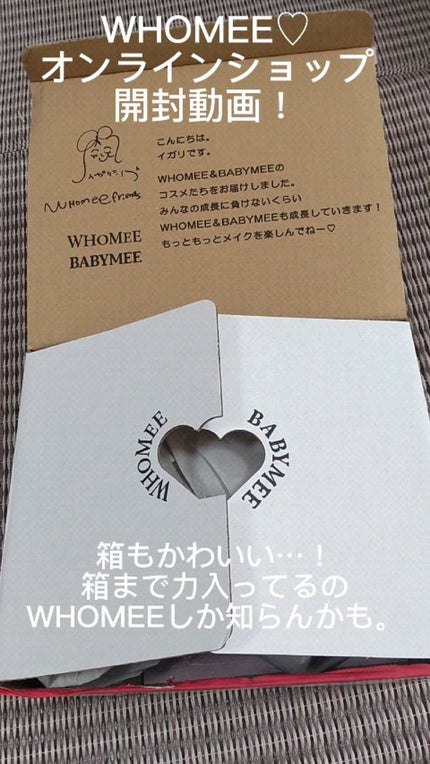 WHOMEE♡
オンラインショップ
開封動画！
こんにちは。
イガリです。
WHOMEE&BABYMEEの
コスメたちをお届けしました。
みんなの成長に負けないくらい
WHOMEE&BABYMEEも成長していきます！
もっともっとメイクを楽しんでねー♡
WHOMEE friends
WHOMEE
BABYMEE
WHOMEE
BABYMEE
箱もかわいい…！
箱まで力入ってるの
WHOMEEしか知らんかも。